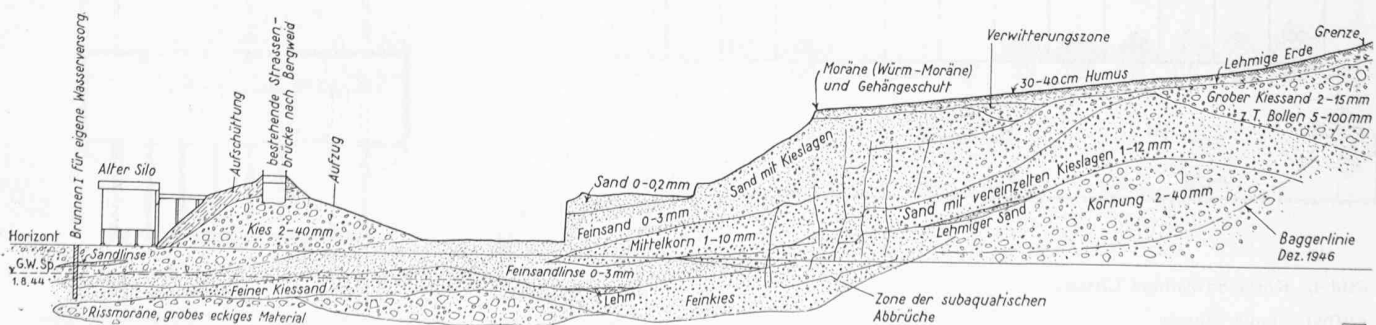 Brunnen I für eigene Wasserversorg.
Alter Silo
Aufschüttung
bestehende Strassen-
brücke nach Bergweid
Aufzug
Kies 2-40mm
Horizont
Sandlinse
G.W. Sp.
1.8.44
Feiner Kiessand
Rissmoräne, grobes eckiges Material
Sand 0-0,2mm
Feinsand 0-3mm
Mittelkorn 1-10mm
Feinsandlinse 0-3mm
Lehm
Feinkies
Moräne (Würm-Moräne)
und Gehängeschutt
Sand mit Kieslagen
30-40cm Humus
Verwitterungszone
Lehmige Erde
Grenze
Grober Kiessand 2-15mm
z.T. Bollen 5-100mm
Sand mit vereinzelten Kieslagen 1-12mm
Lehmiger Sand
Körnung 2-40mm
Baggerlinie
Dez. 1946
Zone der subaquatischen
Abbrüche